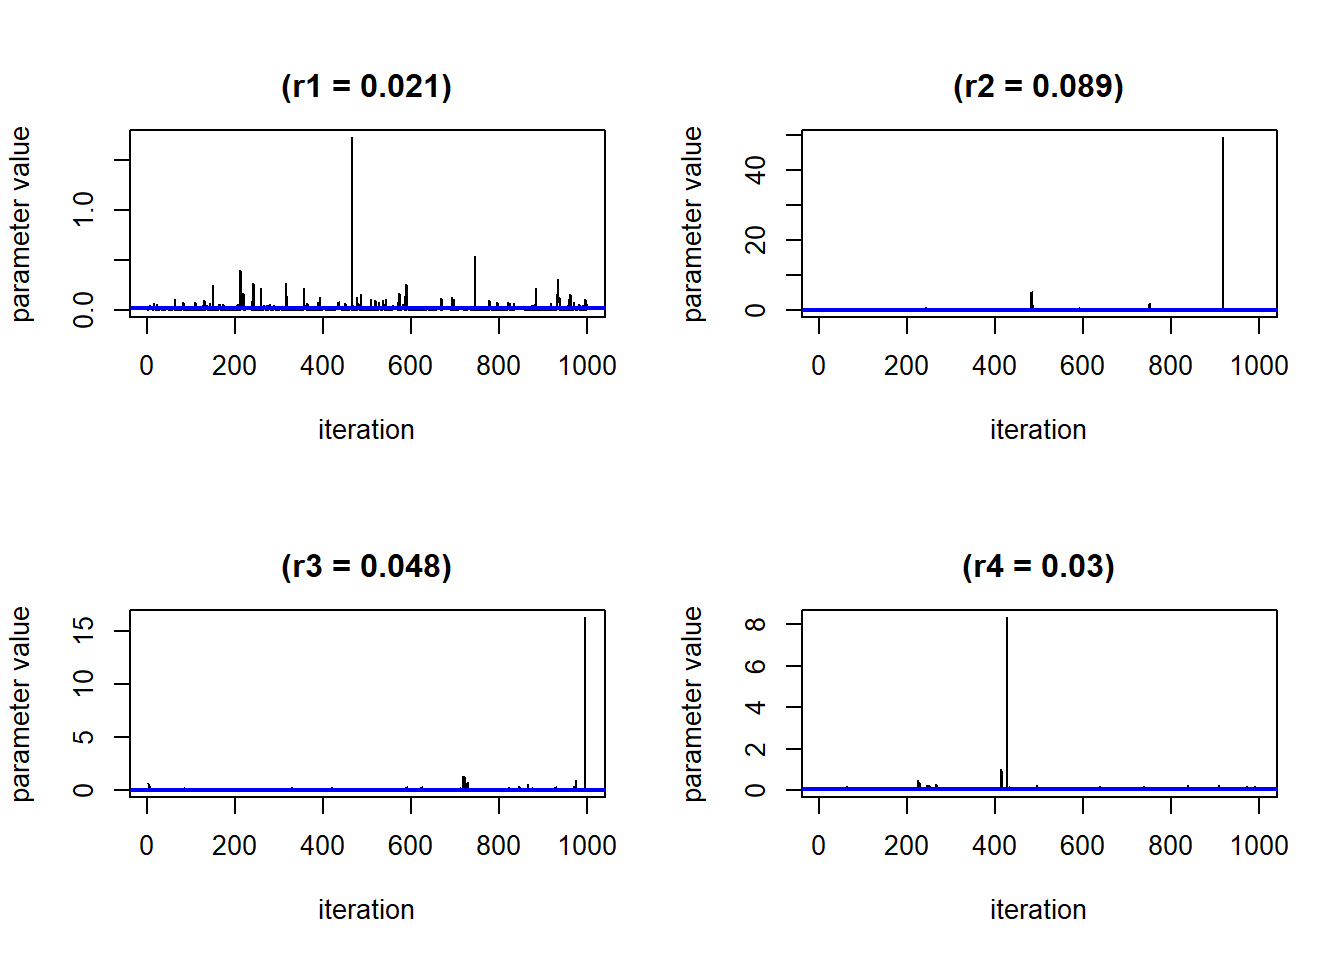 (r1 = 0.021)
parameter value
0.0 1.0
0 200 400 600 800 1000
iteration
(r2 = 0.089)
parameter value
0 20 40
0 200 400 600 800 1000
iteration
(r3 = 0.048)
parameter value
0 5 10 15
0 200 400 600 800 1000
iteration
(r4 = 0.03)
parameter value
0 2 4 6 8
0 200 400 600 800 1000
iteration